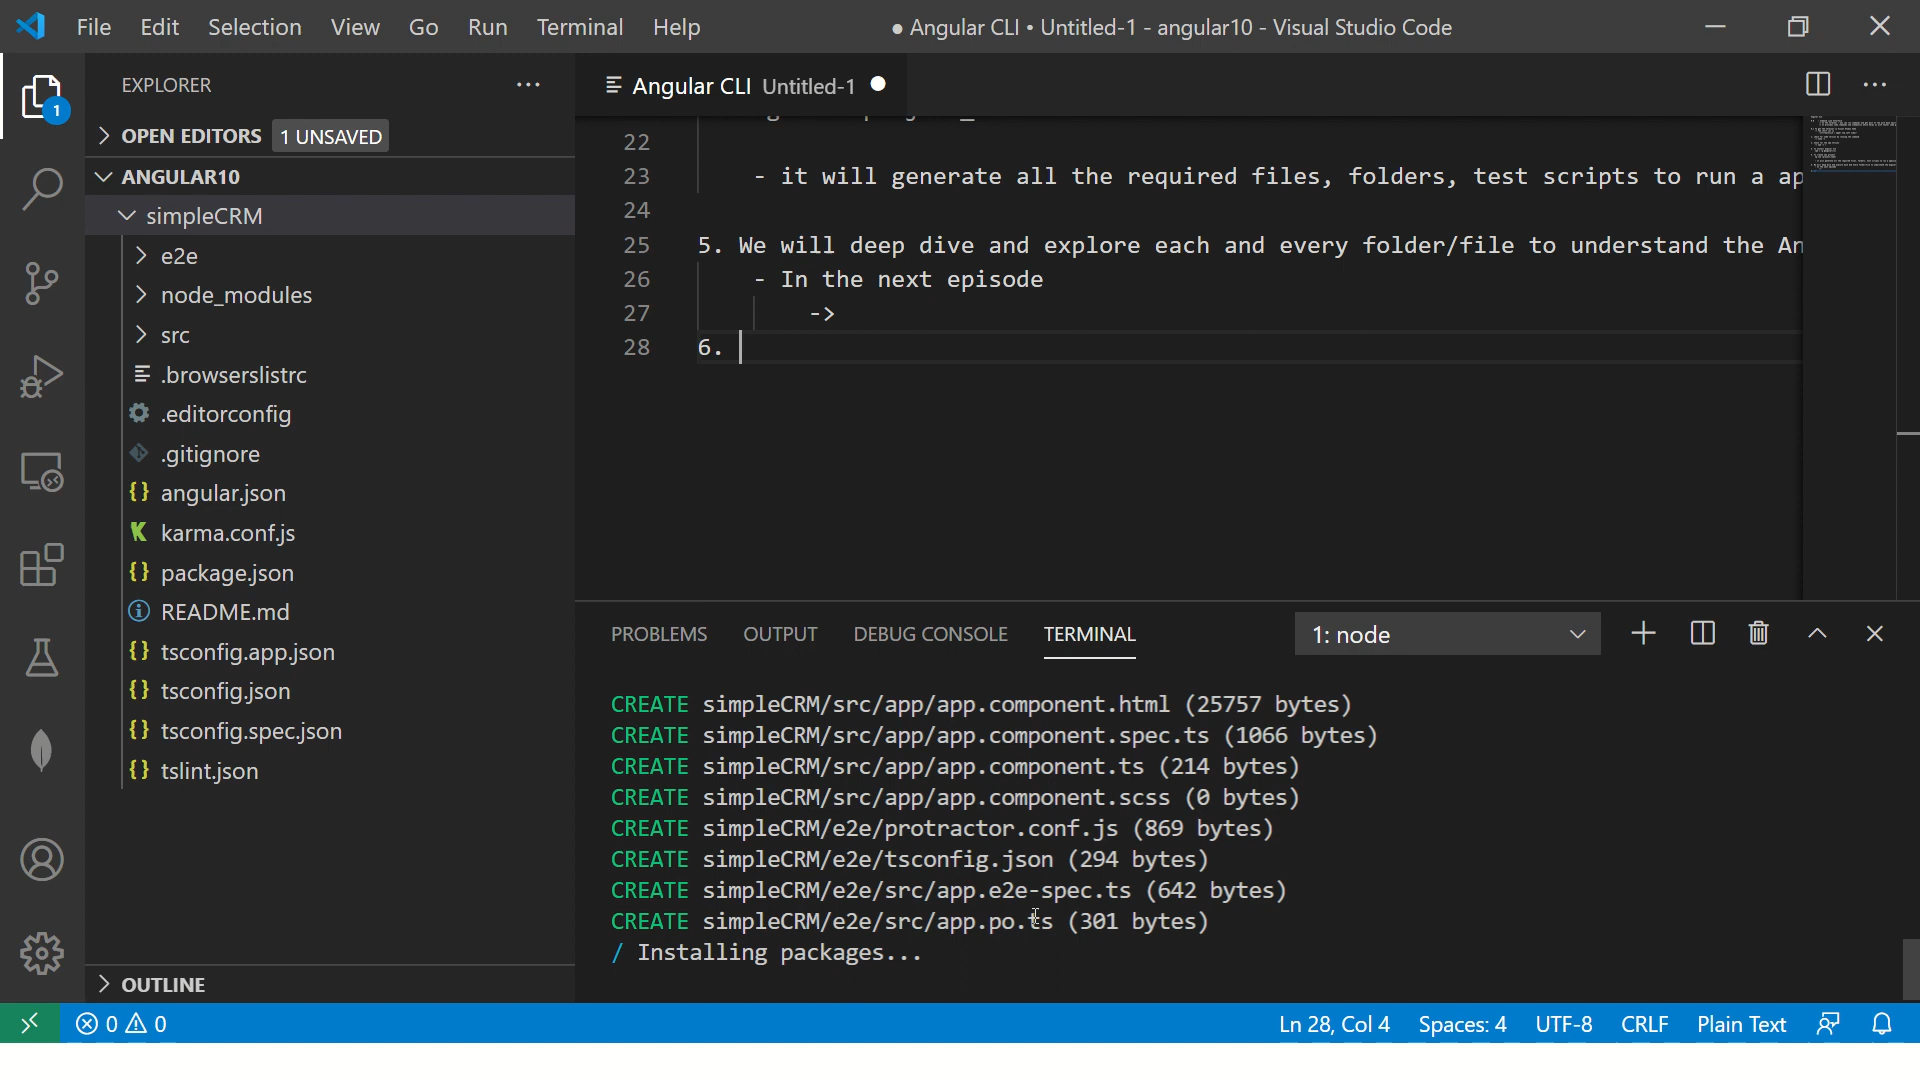 File Edit Selection View Go Run Terminal Help
● Angular CLI • Untitled-1 - angular10 - Visual Studio Code
1
EXPLORER
OPEN EDITORS 1 UNSAVED
ANGULAR10
simpleCRM
e2e
node_modules
src
.browserslistrc
.editorconfig
.gitignore
angular.json
karma.conf.js
package.json
README.md
tsconfig.app.json
tsconfig.json
tsconfig.spec.json
tslint.json
OUTLINE
Angular CLI Untitled-1
22
23 - it will generate all the required files, folders, test scripts to run a ap
24
25 5. We will deep dive and explore each and every folder/file to understand the An
26 - In the next episode
27 ->
28 6.
PROBLEMS OUTPUT DEBUG CONSOLE TERMINAL 1: node
CREATE simpleCRM/src/app/app.component.html (25757 bytes)
CREATE simpleCRM/src/app/app.component.spec.ts (1066 bytes)
CREATE simpleCRM/src/app/app.component.ts (214 bytes)
CREATE simpleCRM/src/app/app.component.scss (0 bytes)
CREATE simpleCRM/e2e/protractor.conf.js (869 bytes)
CREATE simpleCRM/e2e/tsconfig.json (294 bytes)
CREATE simpleCRM/e2e/src/app.e2e-spec.ts (642 bytes)
CREATE simpleCRM/e2e/src/app.po.ts (301 bytes)
/ Installing packages...
0 0 Ln 28, Col 4 Spaces: 4 UTF-8 CRLF Plain Text